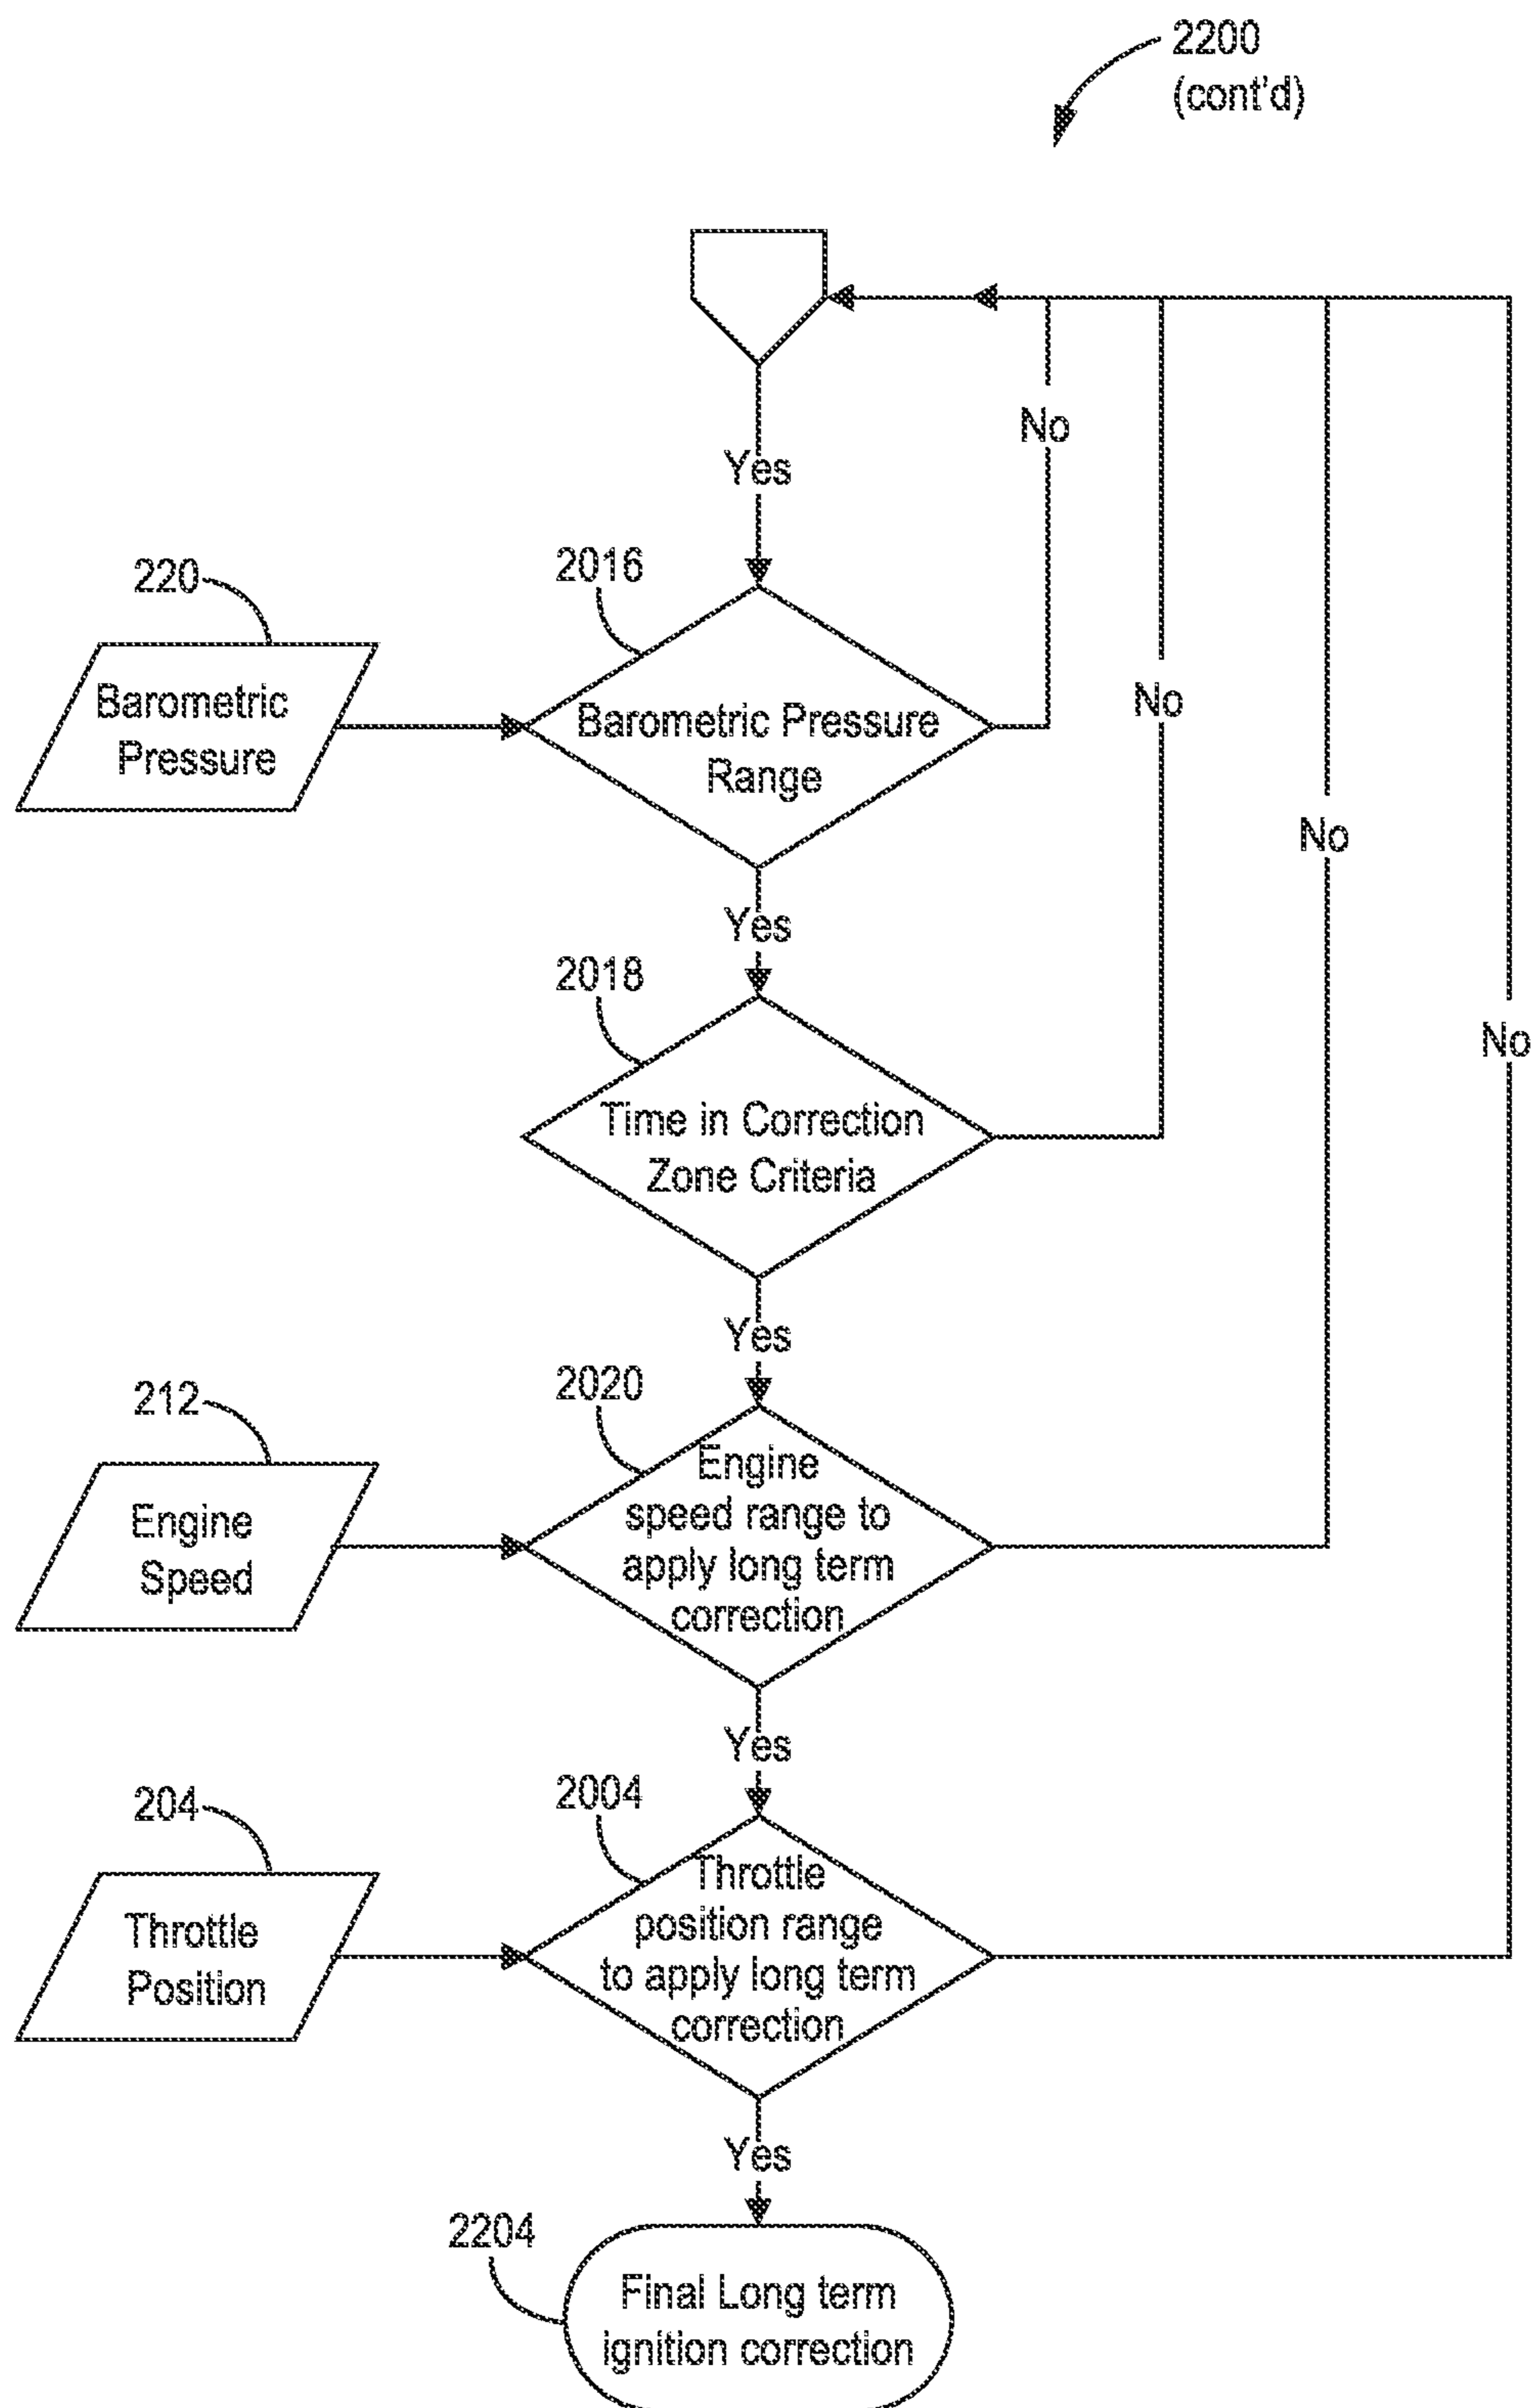 2200
(cont'd)
No
Yes
220
2016
Barometric
Pressure
Barometric Pressure
Range
No
No
Yes
2018
No
Time in Correction
Zone Criteria
Yes
212
2020
Engine
Speed
Engine
speed range to
apply long term
correction
Yes
204
2004
Throttle
Position
Throttle
position range
to apply long term
correction
Yes
2204
Final Long term
ignition correction